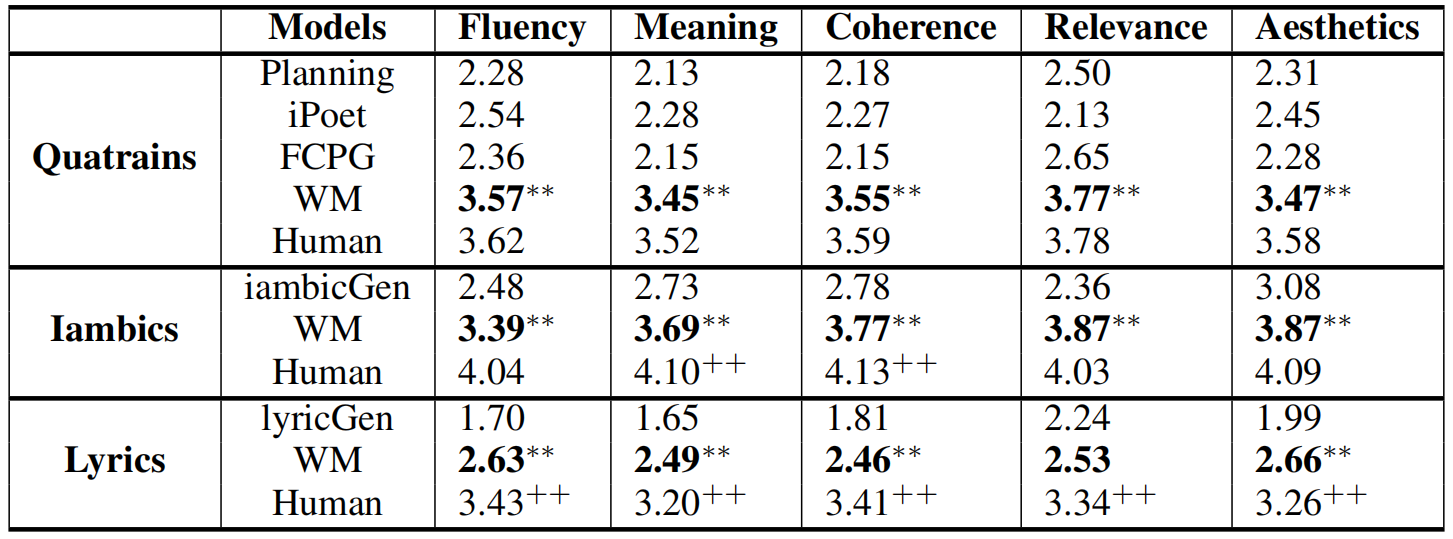 Models Fluency Meaning Coherence Relevance Aesthetics
Planning 2.28 2.13 2.18 2.50 2.31
iPoet 2.54 2.28 2.27 2.13 2.45
Quatrains FCPG 2.36 2.15 2.15 2.65 2.28
WM 3.57** 3.45** 3.55** 3.77** 3.47**
Human 3.62 3.52 3.59 3.78 3.58
iambicGen 2.48 2.73 2.78 2.36 3.08
Iambics WM 3.39** 3.69** 3.77** 3.87** 3.87**
Human 4.04 4.10++ 4.13++ 4.03 4.09
lyricGen 1.70 1.65 1.81 2.24 1.99
Lyrics WM 2.63** 2.49** 2.46** 2.53 2.66**
Human 3.43++ 3.20++ 3.41++ 3.34++ 3.26++